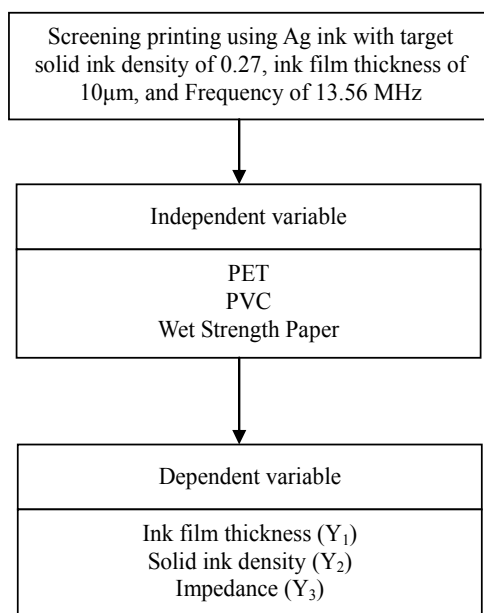 Screening printing using Ag ink with target
solid ink density of 0.27, ink film thickness of
10μm, and Frequency of 13.56 MHz
Independent variable
PET
PVC
Wet Strength Paper
Dependent variable
Ink film thickness (Y₁)
Solid ink density (Y₂)
Impedance (Y₃)